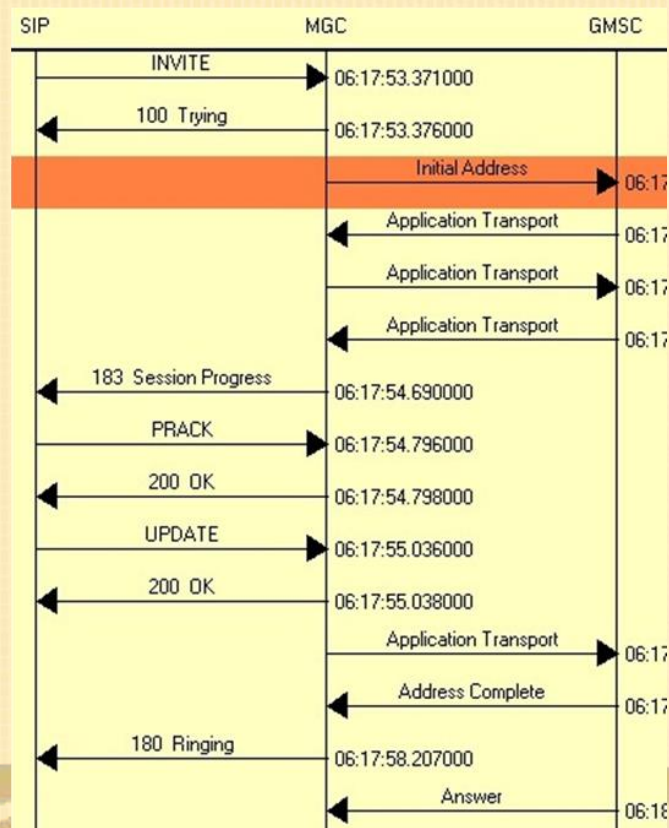 SIP MGC GMSC
INVITE
06:17:53.371000
100 Trying
06:17:53.376000
Initial Address
06:17
Application Transport
06:17
Application Transport
06:17
Application Transport
06:17
183 Session Progress
06:17:54.690000
PRACK
06:17:54.796000
200 OK
06:17:54.798000
UPDATE
06:17:55.036000
200 OK
06:17:55.038000
Application Transport
06:17
Address Complete
06:17
180 Ringing
06:17:58.207000
Answer
06:18